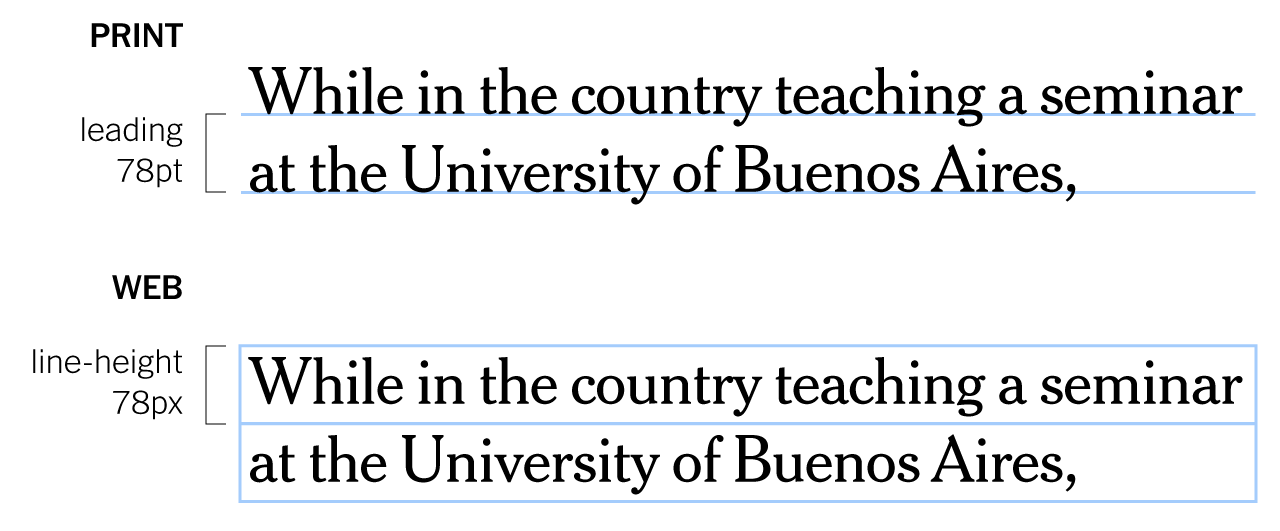 PRINT
While in the country teaching a seminar
leading
78pt
at the University of Buenos Aires,
WEB
line-height
78px
While in the country teaching a seminar
at the University of Buenos Aires,